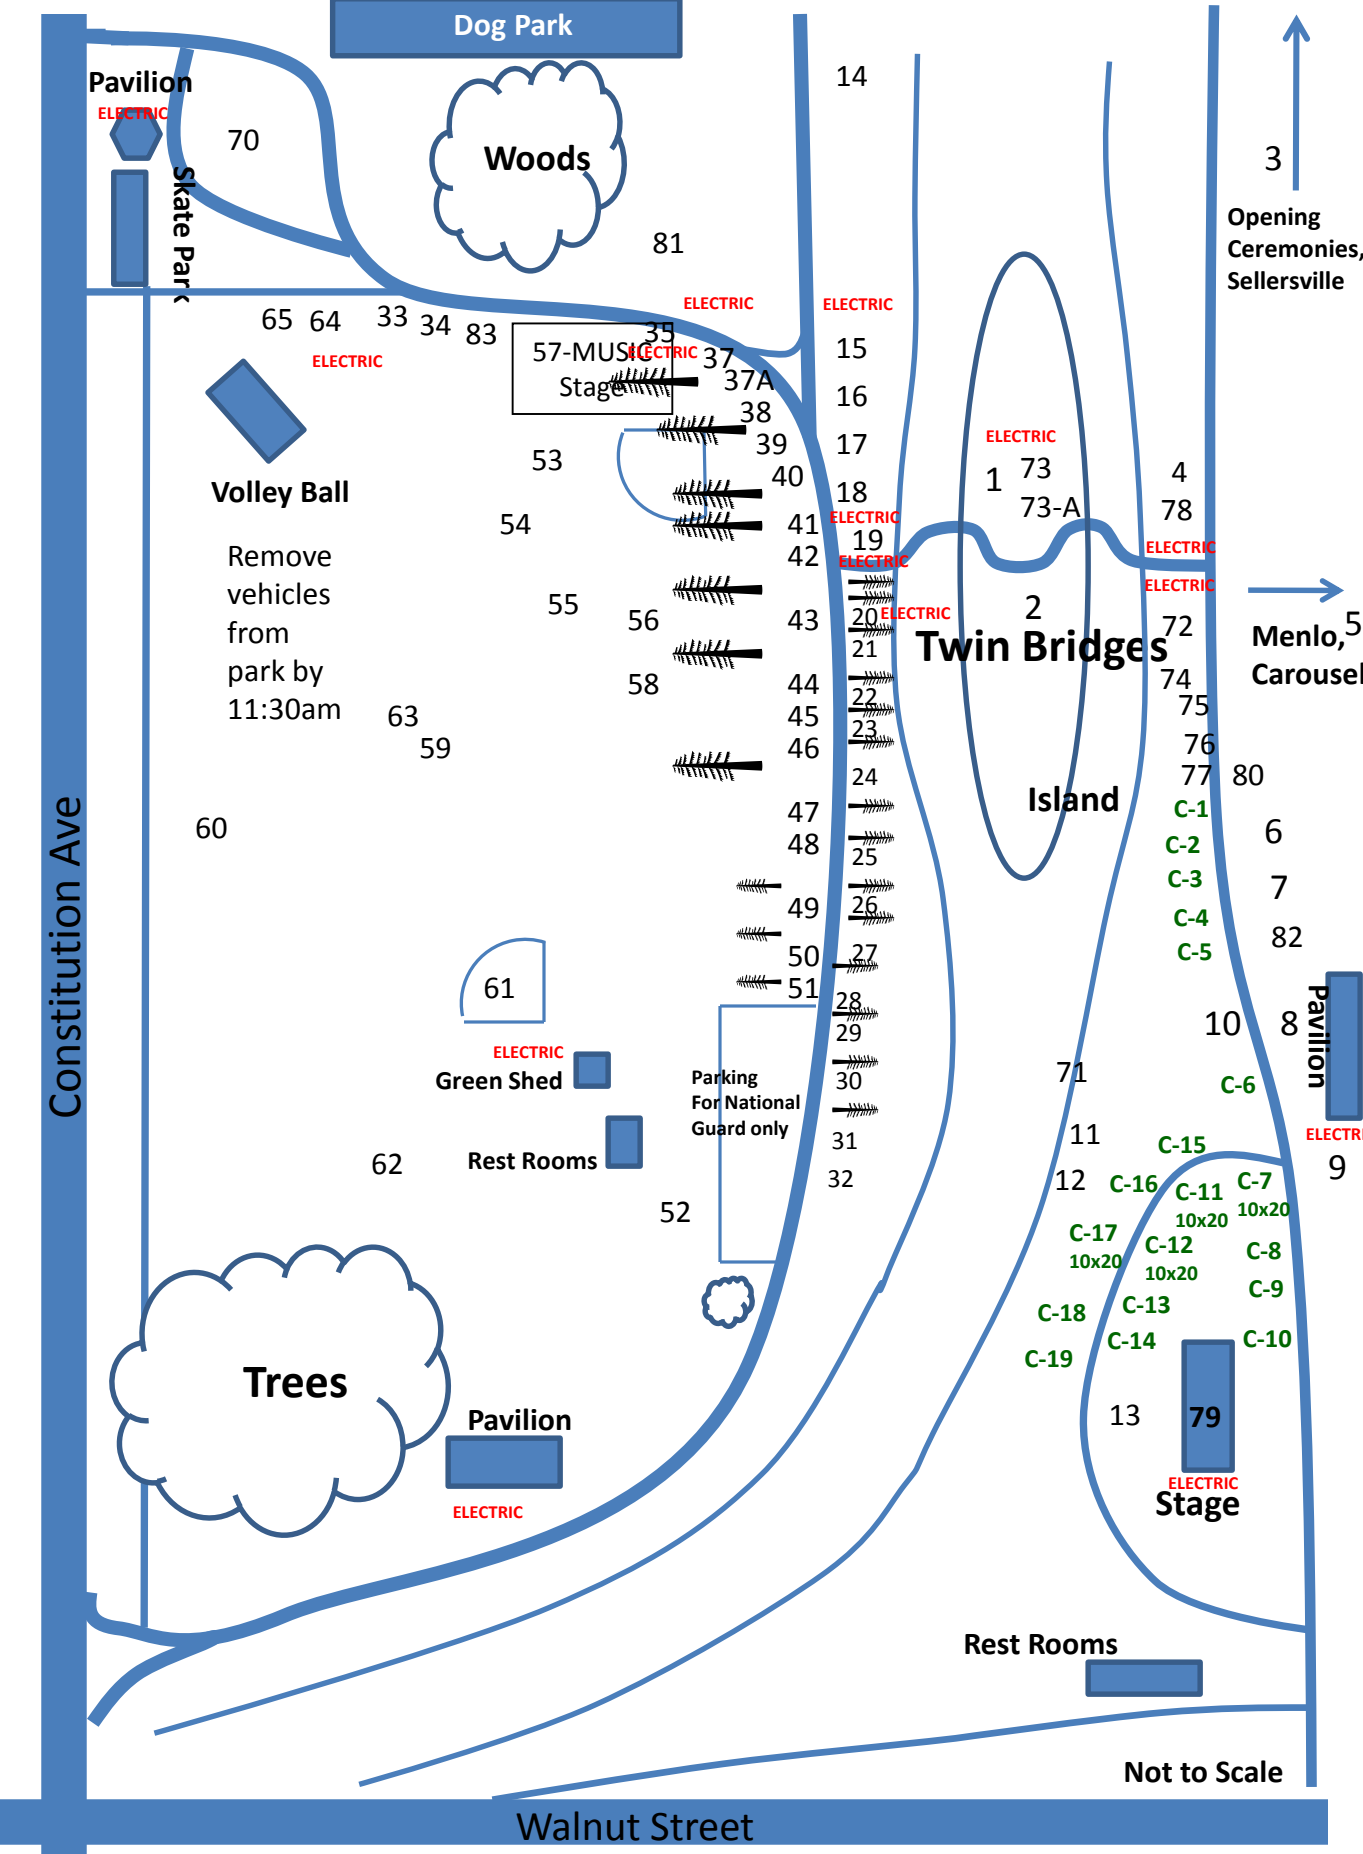 Dog Park
14
Pavilion
ELECTRIC
70
Woods
3
Skate Park
Opening
Ceremonies,
Sellersville
81
ELECTRIC
ELECTRIC
65 64 33 34 83
35
57-MUSIC
Stage
ELECTRIC
ELECTRIC
37
37A
38
39
40
15
16
17
18
ELECTRIC
19
ELECTRIC
ELECTRIC
1 73
73-A
4
78
ELECTRIC
ELECTRIC
53
54
41
42
Volley Ball
Remove
vehicles
from
park by
11:30am
55
56
58
43
44
45
46
20 ELECTRIC
21
22
23
24
2
Twin Bridges
72
74
75
76
77 80
Menlo, 5
Carousel
63
59
60
Island
47
48
25
49
26
50
27
51
28
29
30
31
32
C-1
C-2
C-3
C-4
C-5
6
7
82
10 8
Pavilion
C-6
ELECTRI
9
Constitution Ave
61
ELECTRIC
Green Shed
Rest Rooms
62
52
Parking
For National
Guard only
71
11
12
C-15
C-16
C-11
10x20
C-7
10x20
C-17
10x20
C-12
10x20
C-8
C-9
C-18
C-13
C-14
C-10
C-19
13
79
ELECTRIC
Stage
Trees
Pavilion
ELECTRIC
Rest Rooms
Not to Scale
Walnut Street